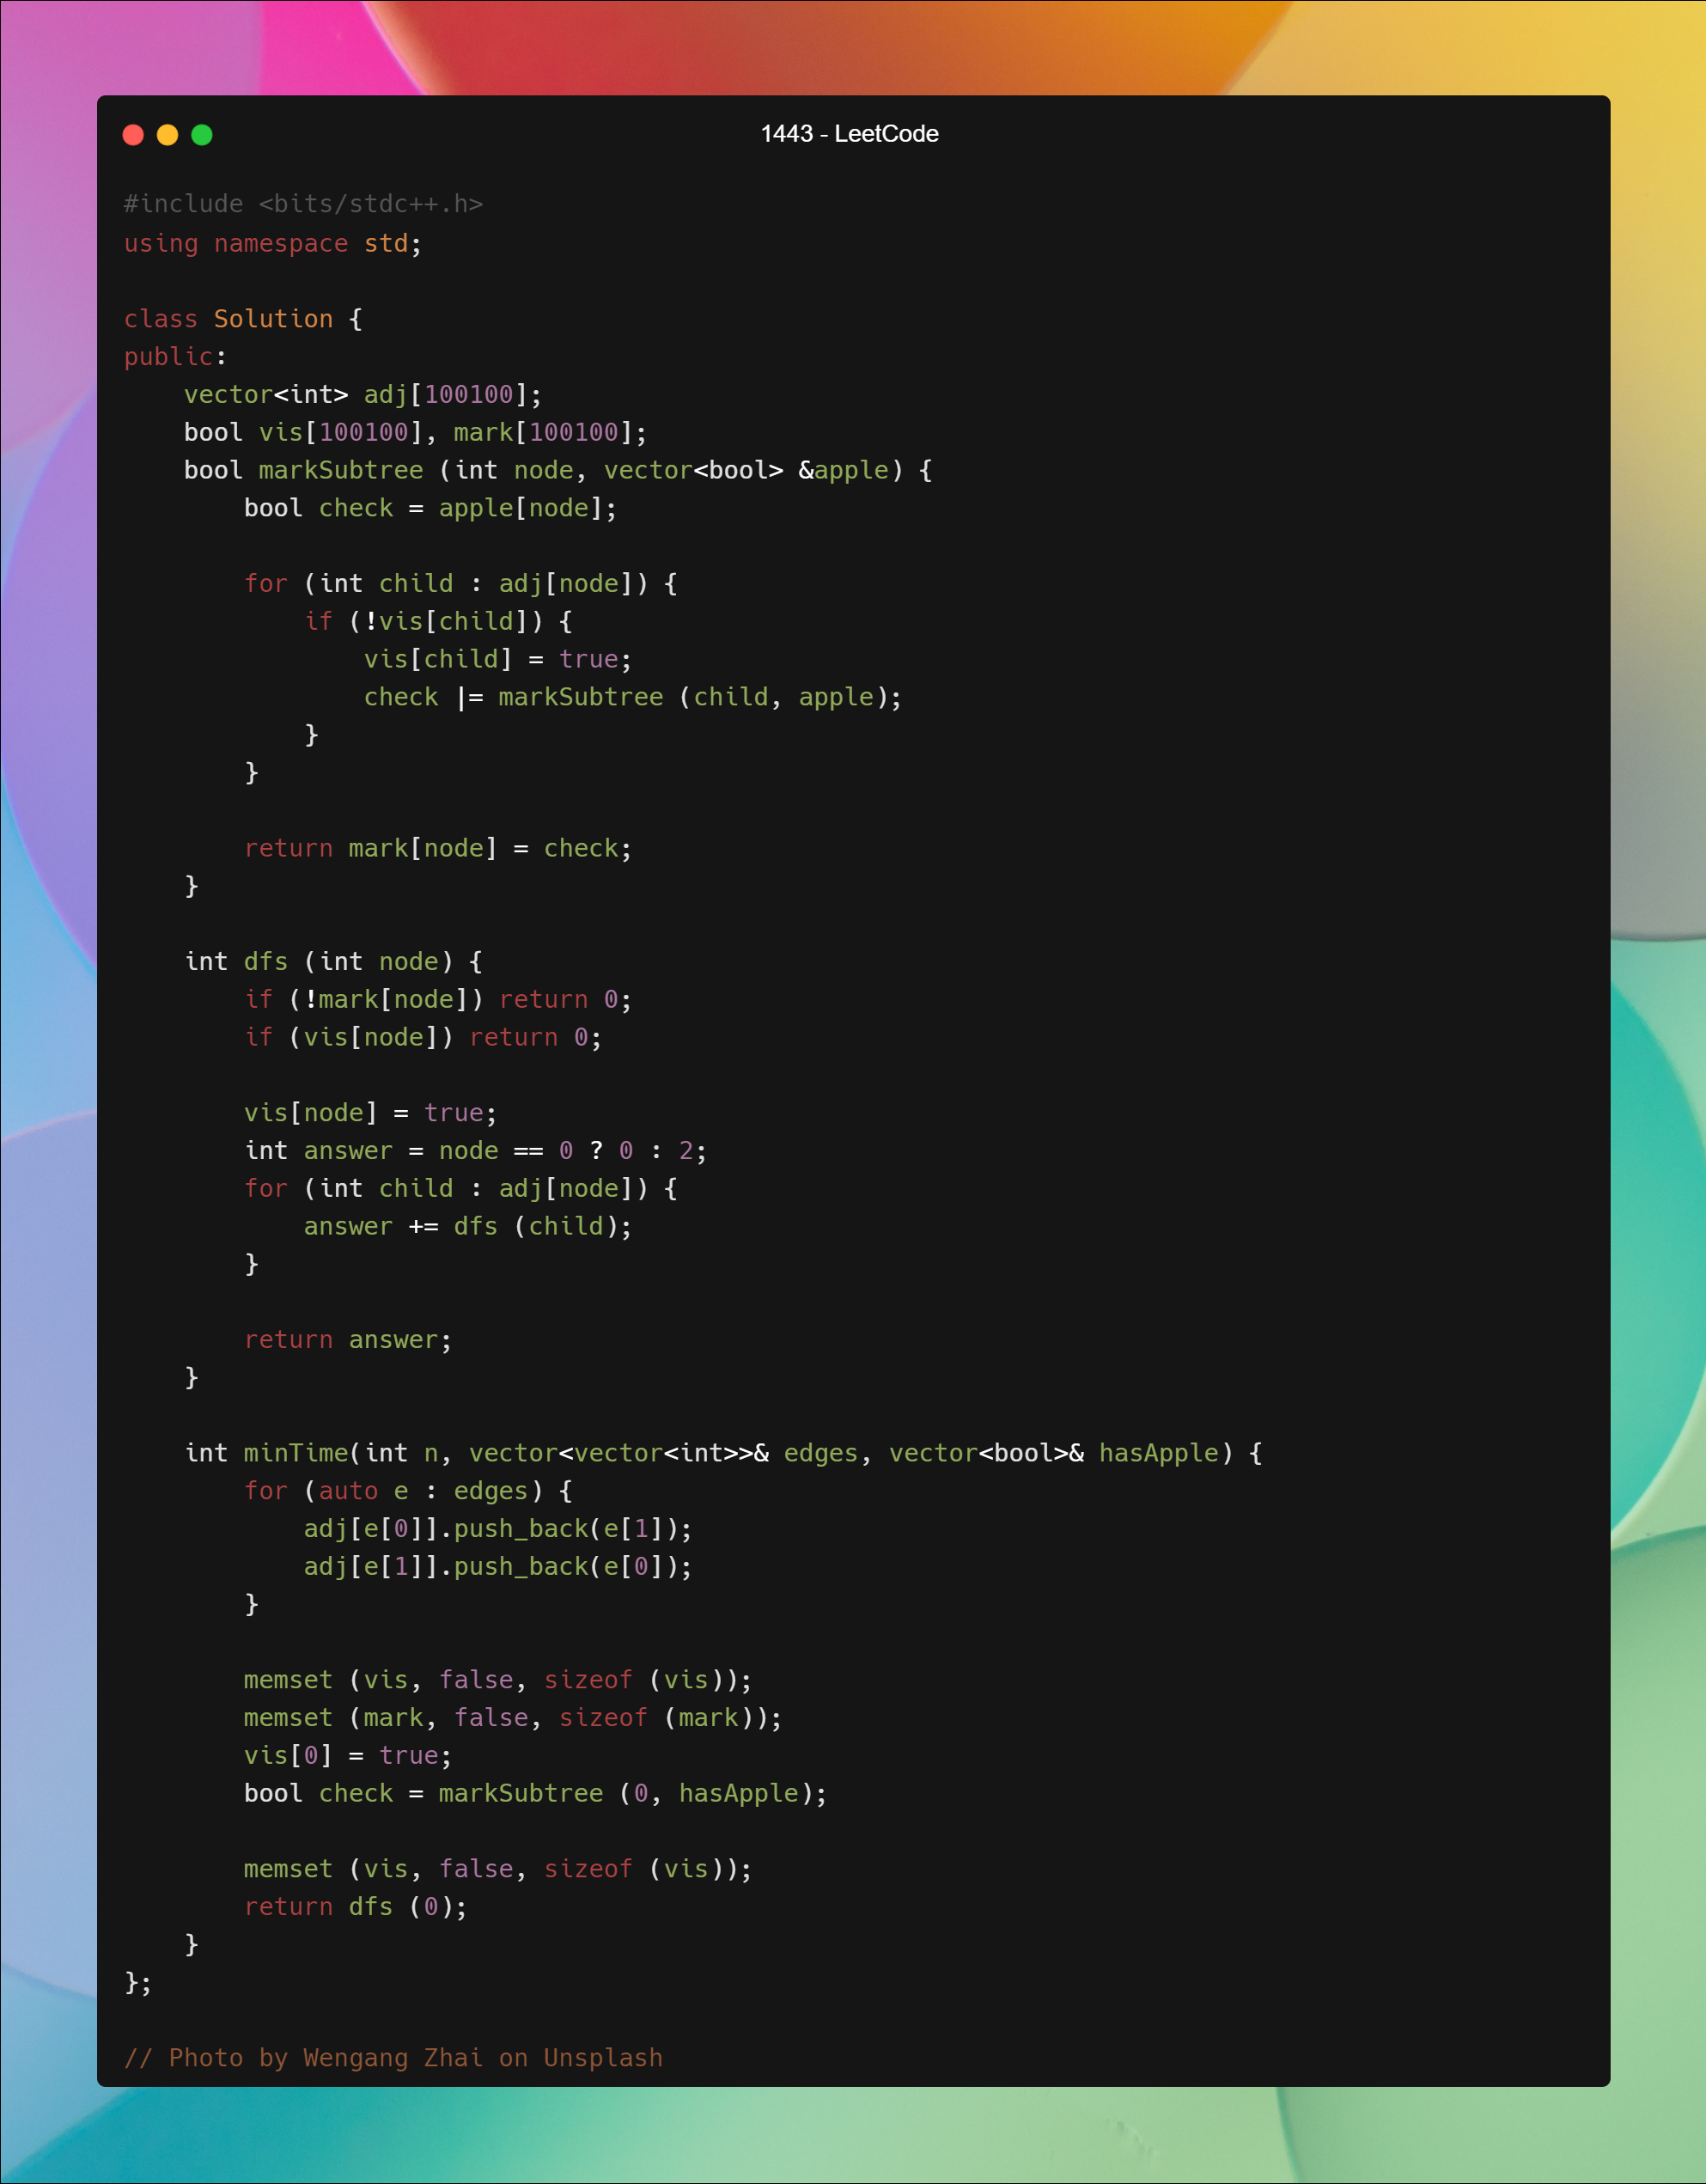 1443 - LeetCode
#include <bits/stdc++.h>
using namespace std;

class Solution {
public:
    vector<int> adj[100100];
    bool vis[100100], mark[100100];
    bool markSubtree (int node, vector<bool> &apple) {
        bool check = apple[node];

        for (int child : adj[node]) {
            if (!vis[child]) {
                vis[child] = true;
                check |= markSubtree (child, apple);
            }
        }

        return mark[node] = check;
    }

    int dfs (int node) {
        if (!mark[node]) return 0;
        if (vis[node]) return 0;

        vis[node] = true;
        int answer = node == 0 ? 0 : 2;
        for (int child : adj[node]) {
            answer += dfs (child);
        }

        return answer;
    }

    int minTime(int n, vector<vector<int>>& edges, vector<bool>& hasApple) {
        for (auto e : edges) {
            adj[e[0]].push_back(e[1]);
            adj[e[1]].push_back(e[0]);
        }

        memset (vis, false, sizeof (vis));
        memset (mark, false, sizeof (mark));
        vis[0] = true;
        bool check = markSubtree (0, hasApple);

        memset (vis, false, sizeof (vis));
        return dfs (0);
    }
};

// Photo by Wengang Zhai on Unsplash